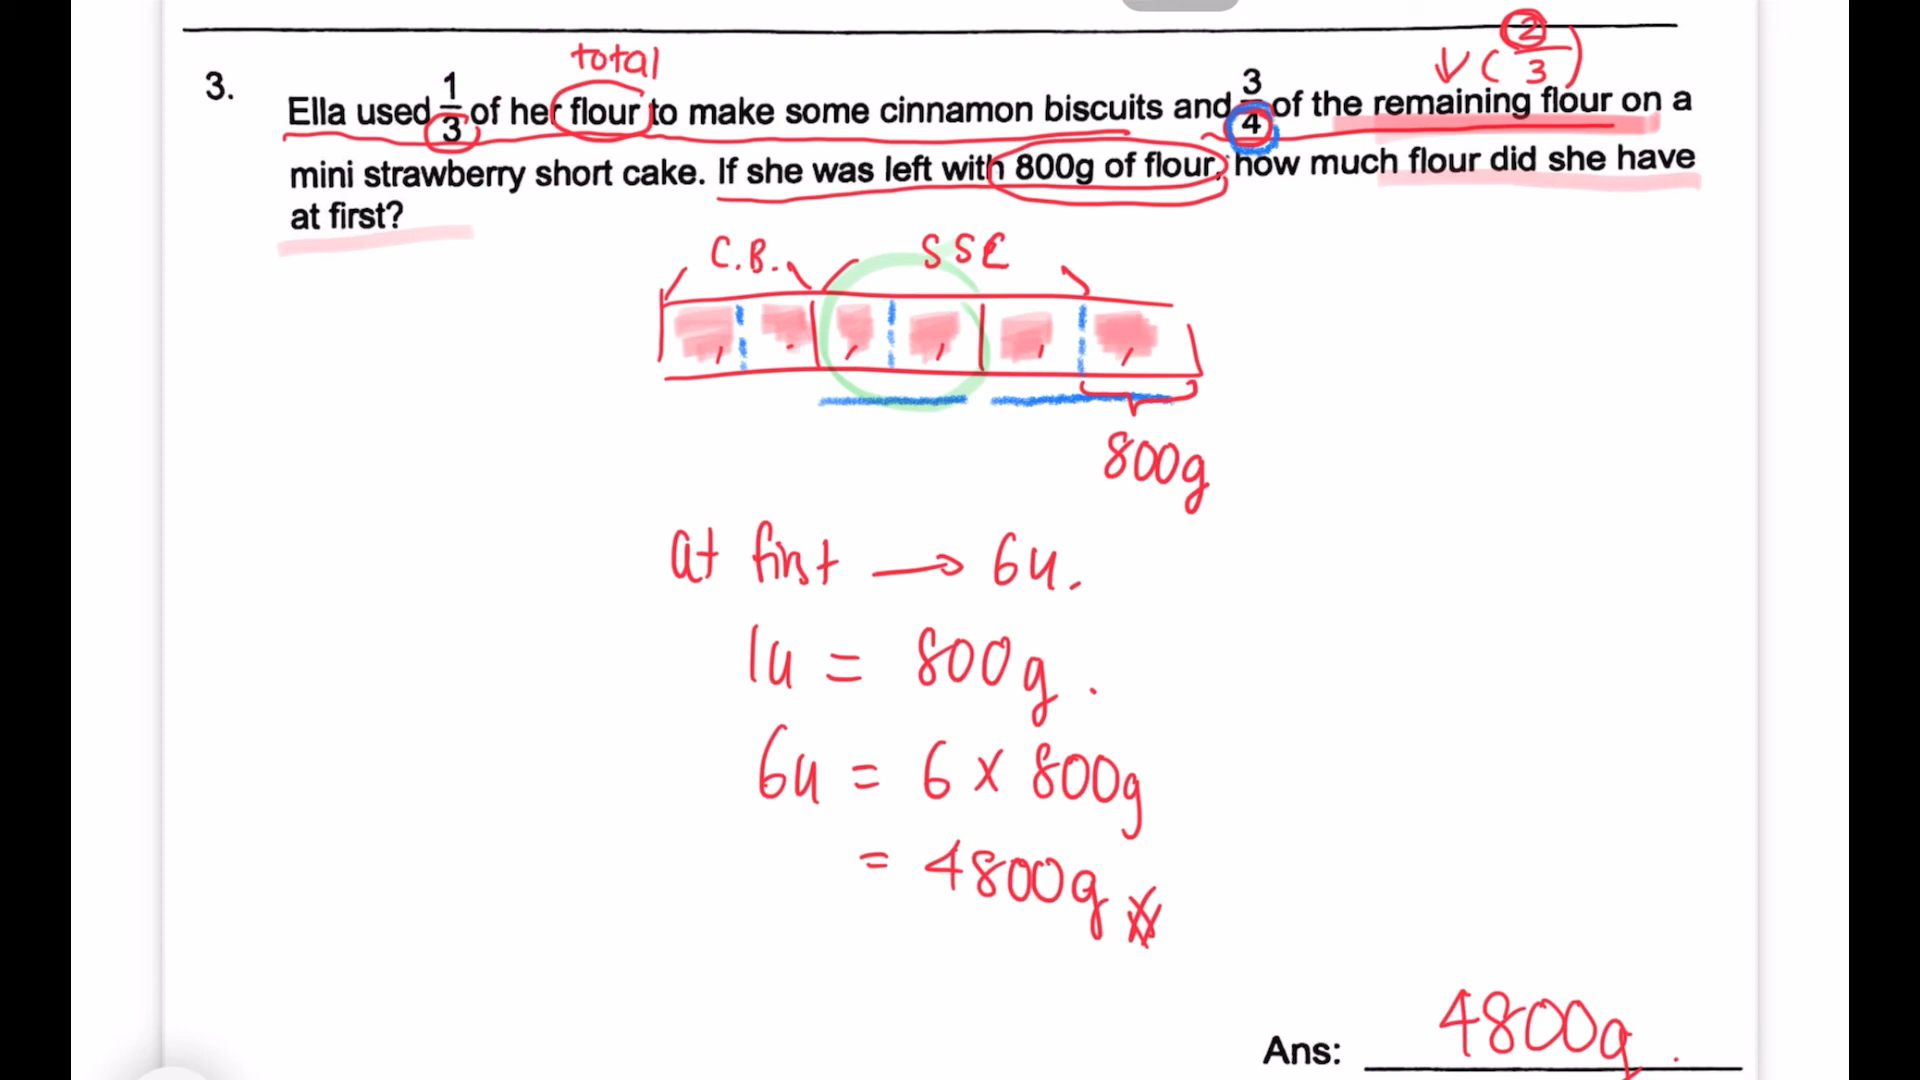 total
↓ ( 2/3 )
3. Ella used 1/3 of her flour to make some cinnamon biscuits and 3/4 of the remaining flour on a
mini strawberry short cake. If she was left with 800g of flour, how much flour did she have
at first?
C.B. SSC
800g
at first → 6u.
1u = 800g.
6u = 6 x 800g
= 4800g
Ans: 4800g.